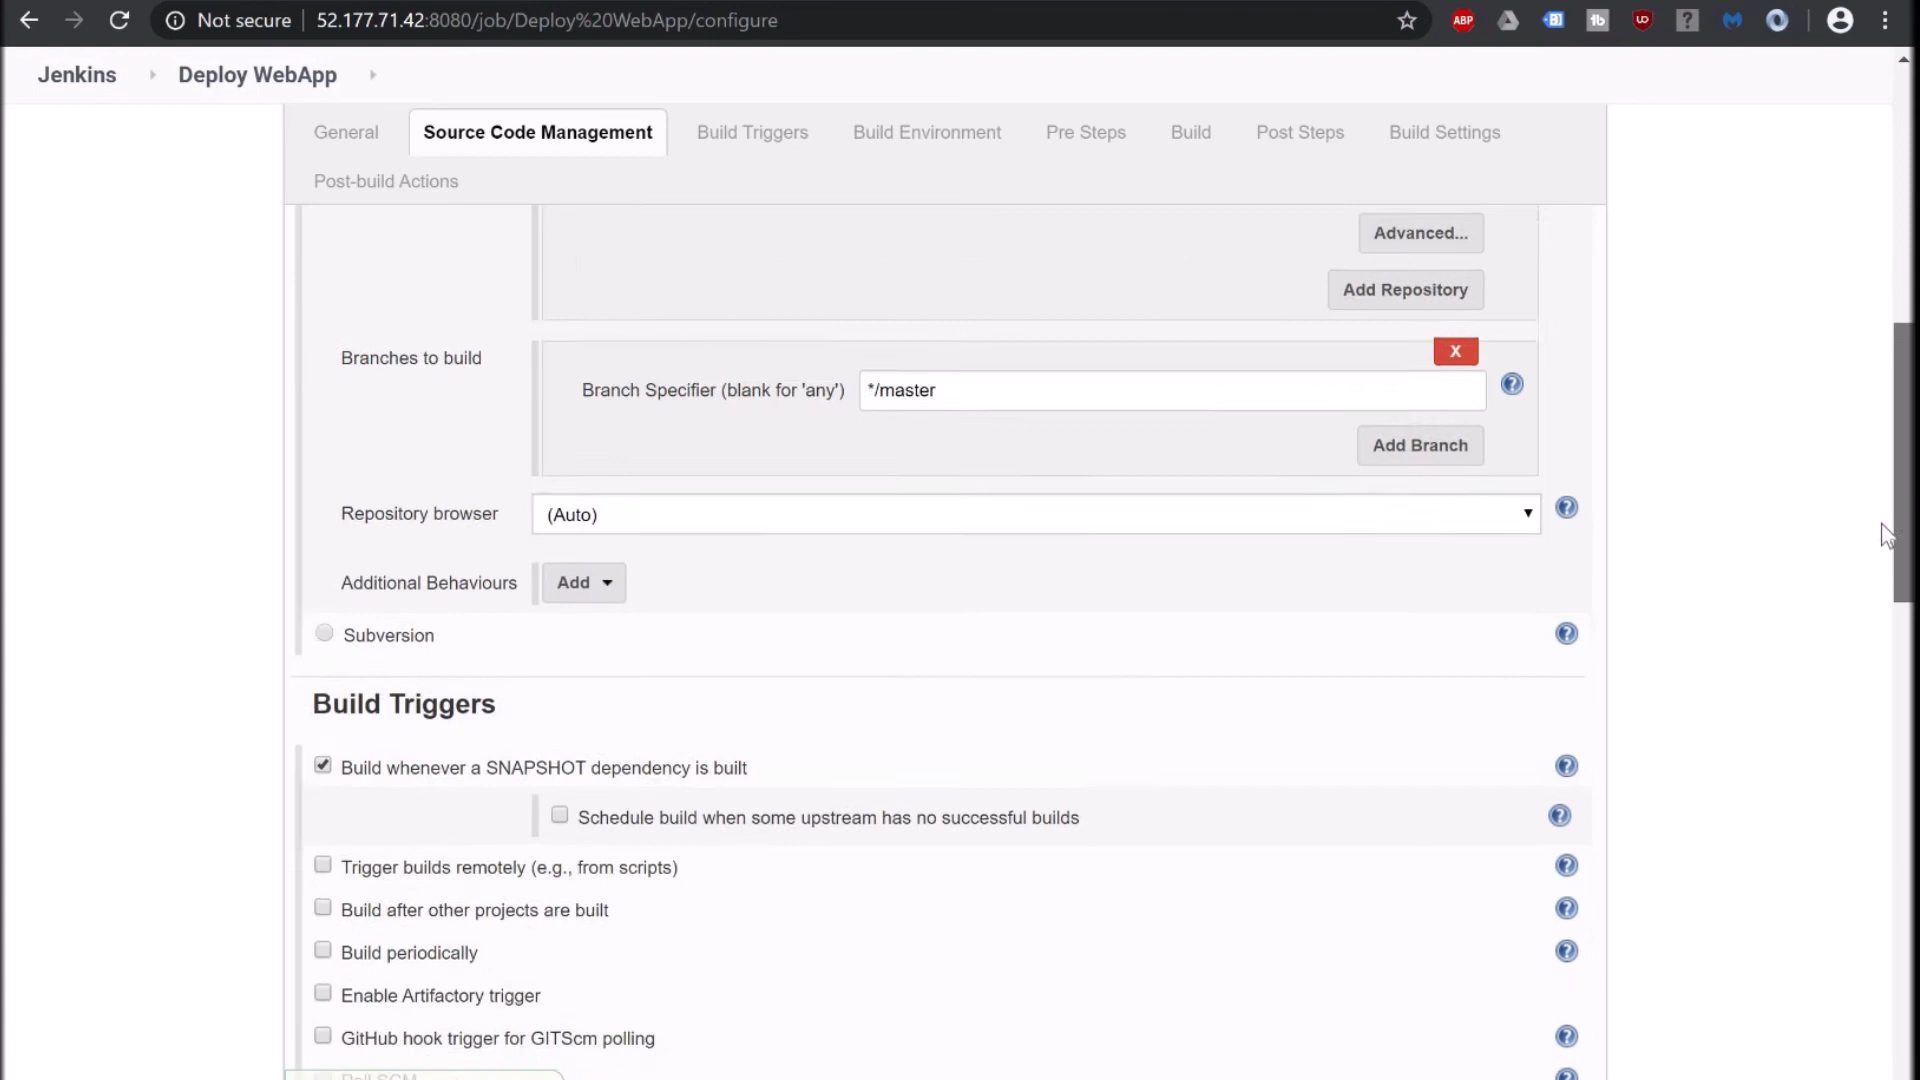 Not secure 52.177.71.42:8080/job/Deploy%20WebApp/configure
ABP
Jenkins Deploy WebApp
General Source Code Management Build Triggers Build Environment Pre Steps Build Post Steps Build Settings
Post-build Actions
Advanced...
Add Repository
Branches to build
X
Branch Specifier (blank for 'any') */master
Add Branch
Repository browser (Auto)
Additional Behaviours Add
Subversion
Build Triggers
Build whenever a SNAPSHOT dependency is built
Schedule build when some upstream has no successful builds
Trigger builds remotely (e.g., from scripts)
Build after other projects are built
Build periodically
Enable Artifactory trigger
GitHub hook trigger for GITScm polling
Poll SCM